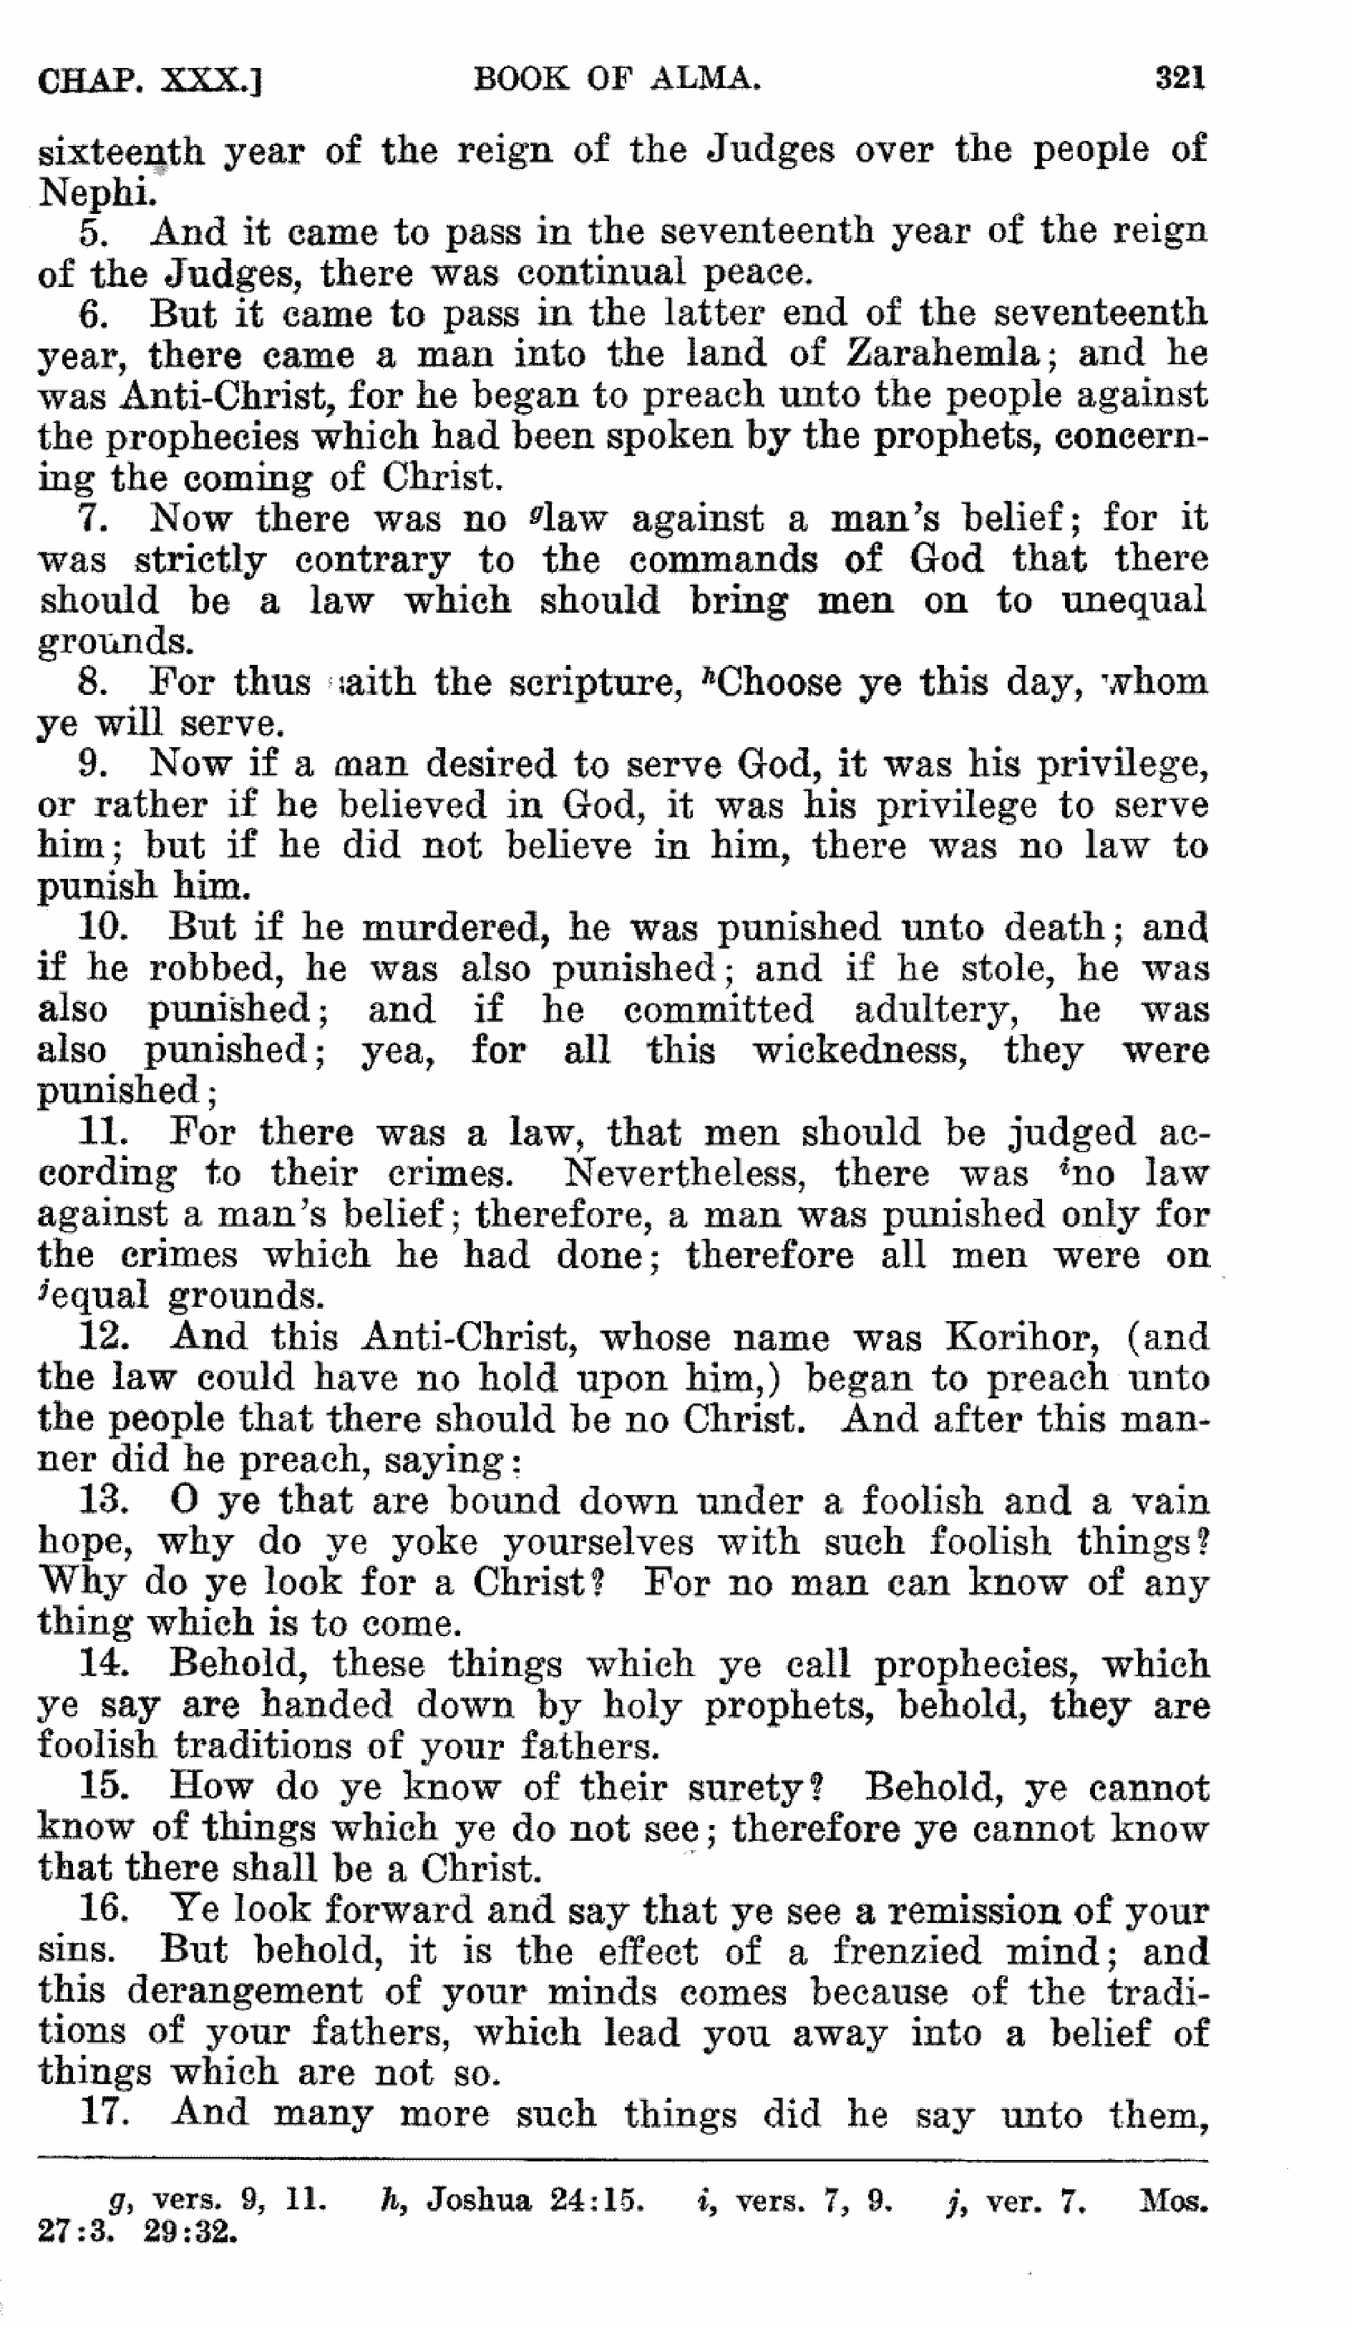 CHAP. XXX.] BOOK OF ALMA. 321
sixteenth year of the reign of the Judges over the people of
Nephi.
5. And it came to pass in the seventeenth year of the reign
of the Judges, there was continual peace.
6. But it came to pass in the latter end of the seventeenth
year, there came a man into the land of Zarahemla; and he
was Anti-Christ, for he began to preach unto the people against
the prophecies which had been spoken by the prophets, concern-
ing the coming of Christ.
7. Now there was no glaw against a man's belief; for it
was strictly contrary to the commands of God that there
should be a law which should bring men on to unequal
grounds.
8. For thus saith the scripture, hChoose ye this day, whom
ye will serve.
9. Now if a man desired to serve God, it was his privilege,
or rather if he believed in God, it was his privilege to serve
him; but if he did not believe in him, there was no law to
punish him.
10. But if he murdered, he was punished unto death; and
if he robbed, he was also punished; and if he stole, he was
also punished; and if he committed adultery, he was
also punished; yea, for all this wickedness, they were
punished;
11. For there was a law, that men should be judged ac-
cording to their crimes. Nevertheless, there was ino law
against a man's belief; therefore, a man was punished only for
the crimes which he had done; therefore all men were on
jequal grounds.
12. And this Anti-Christ, whose name was Korihor, (and
the law could have no hold upon him,) began to preach unto
the people that there should be no Christ. And after this man-
ner did he preach, saying:
13. O ye that are bound down under a foolish and a vain
hope, why do ye yoke yourselves with such foolish things?
Why do ye look for a Christ? For no man can know of any
thing which is to come.
14. Behold, these things which ye call prophecies, which
ye say are handed down by holy prophets, behold, they are
foolish traditions of your fathers.
15. How do ye know of their surety? Behold, ye cannot
know of things which ye do not see; therefore ye cannot know
that there shall be a Christ.
16. Ye look forward and say that ye see a remission of your
sins. But behold, it is the effect of a frenzied mind; and
this derangement of your minds comes because of the tradi-
tions of your fathers, which lead you away into a belief of
things which are not so.
17. And many more such things did he say unto them,
g, vers. 9, 11. h, Joshua 24:15. i, vers. 7, 9. j, ver. 7. Mos.
27:3. 29:32.